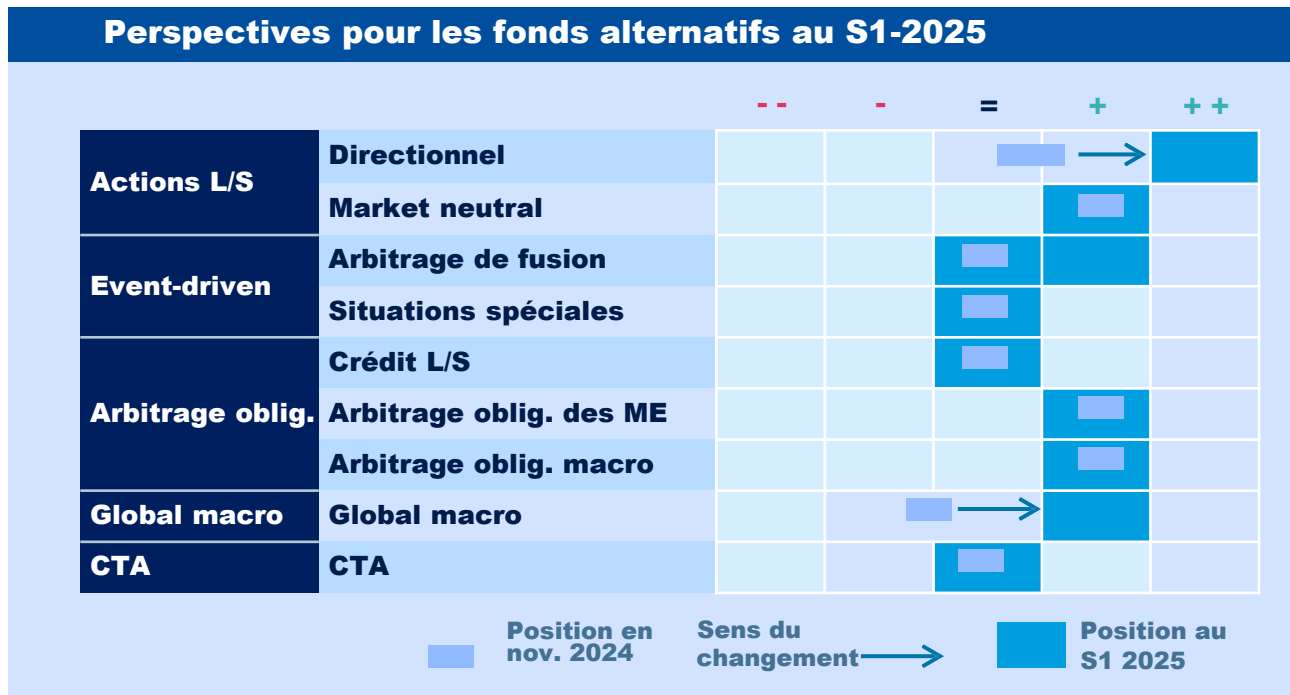 Perspectives pour les fonds alternatifs au S1-2025
- - - = + + +
Actions L/S
Directionnel
Market neutral
Event-driven
Arbitrage de fusion
Situations spéciales
Arbitrage oblig.
Crédit L/S
Arbitrage oblig. des ME
Arbitrage oblig. macro
Global macro
Global macro
CTA
CTA
Position en
nov. 2024
Sens du
changement
Position au
S1 2025